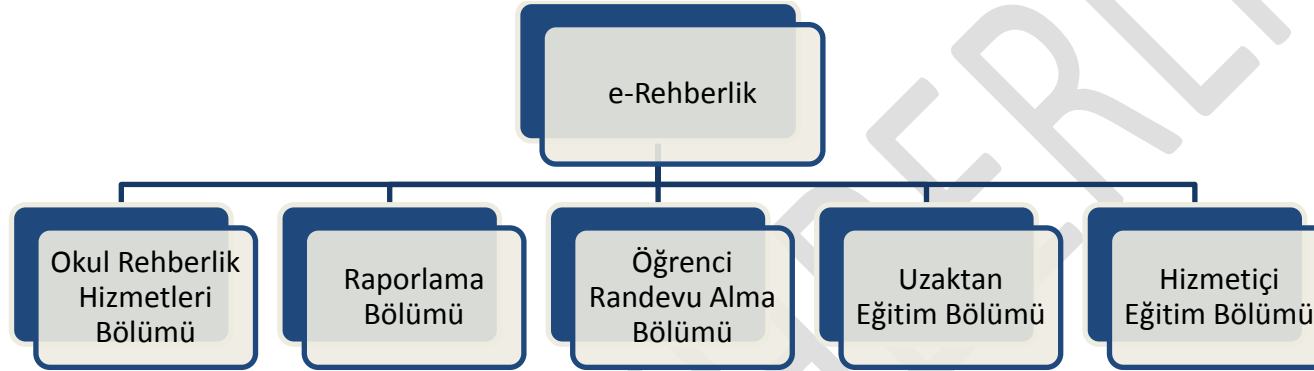 e-Rehberlik
Okul Rehberlik
Hizmetleri
Bölümü
Raporlama
Bölümü
Öğrenci
Randevu Alma
Bölümü
Uzaktan
Eğitim Bölümü
Hizmetiçi
Eğitim Bölümü